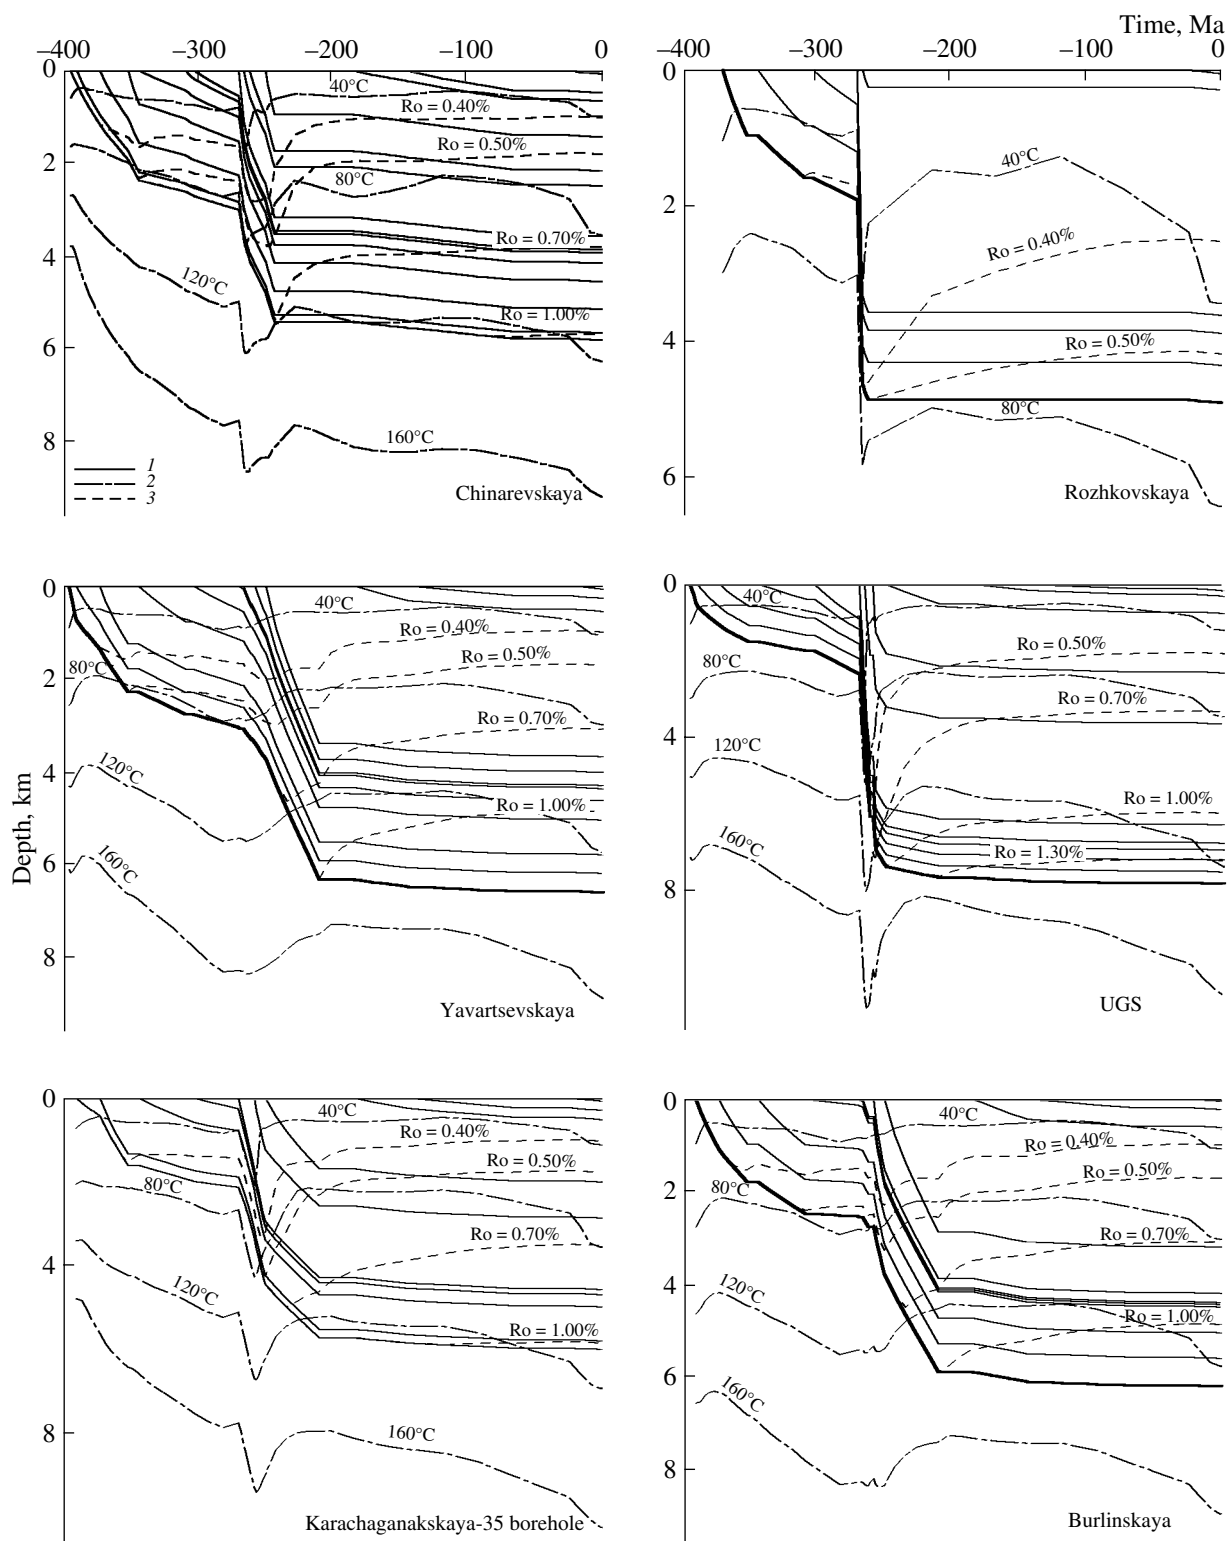 Time, Ma
–400 –300 –200 –100 0
–400 –300 –200 –100 0
0
2
4
6
8
40°C
Ro = 0.40%
Ro = 0.50%
80°C
Ro = 0.70%
120°C
Ro = 1.00%
160°C
1
2
3
Chinarevskaya
0
2
4
6
40°C
Ro = 0.40%
Ro = 0.50%
80°C
Rozhkovskaya
Depth, km
0
2
4
6
8
40°C
Ro = 0.40%
Ro = 0.50%
80°C
Ro = 0.70%
120°C
Ro = 1.00%
160°C
Yavartsevskaya
0
2
4
8
40°C
Ro = 0.50%
80°C
Ro = 0.70%
120°C
Ro = 1.00%
160°C
Ro = 1.30%
UGS
0
2
4
8
40°C
Ro = 0.40%
Ro = 0.50%
80°C
Ro = 0.70%
120°C
Ro = 1.00%
160°C
Karachaganakskaya-35 borehole
0
2
4
6
8
40°C
Ro = 0.40%
Ro = 0.50%
80°C
Ro = 0.70%
120°C
Ro = 1.00%
160°C
Burlinskaya